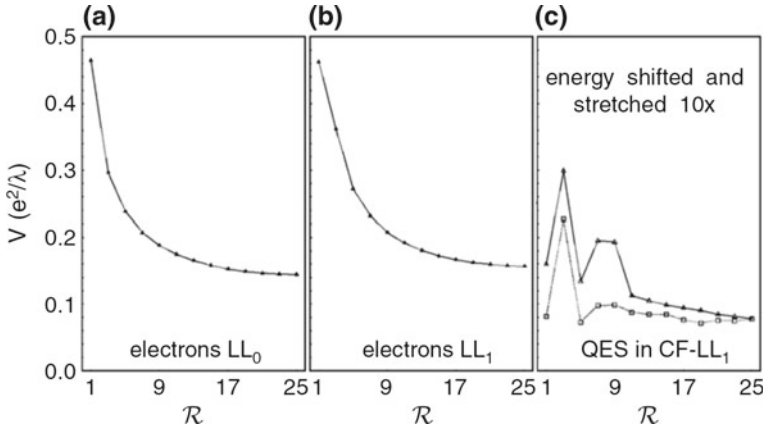 (a) (b) (c)
0.5
0.4
0.3
0.2
0.1
0.0
V (e²/λ)
energy shifted and
stretched 10x
electrons LL₀
electrons LL₁
QES in CF-LL₁
1 9 17 25
1 9 17 25
1 9 17 25
ℛ ℛ ℛ